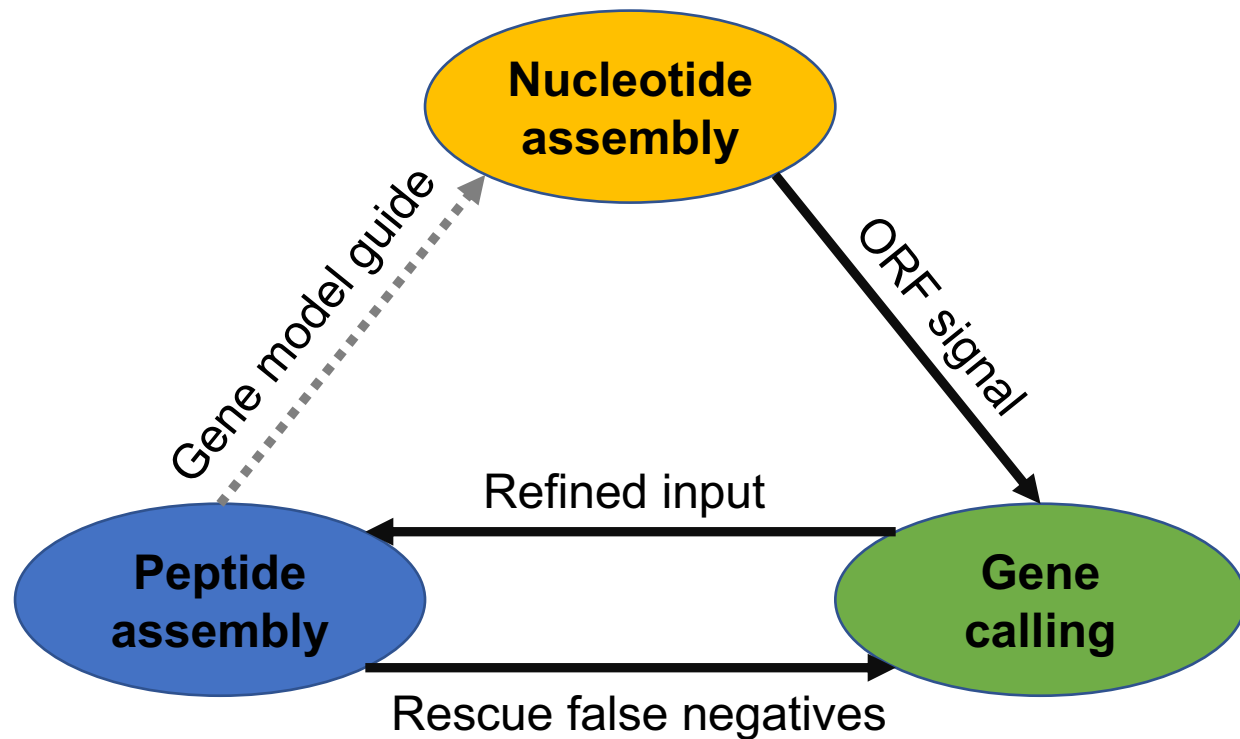 Nucleotide
assembly
Gene model guide
ORF signal
Refined input
Peptide
assembly
Gene
calling
Rescue false negatives